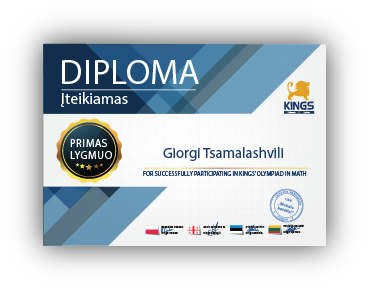 DIPLOMA
Įteikiamas
KINGS
PRIMAS
LYGMUO
Giorgi Tsamalashvili
FOR SUCCESSFULLY PARTICIPATING IN KINGS' OLYMPIAD IN MATH